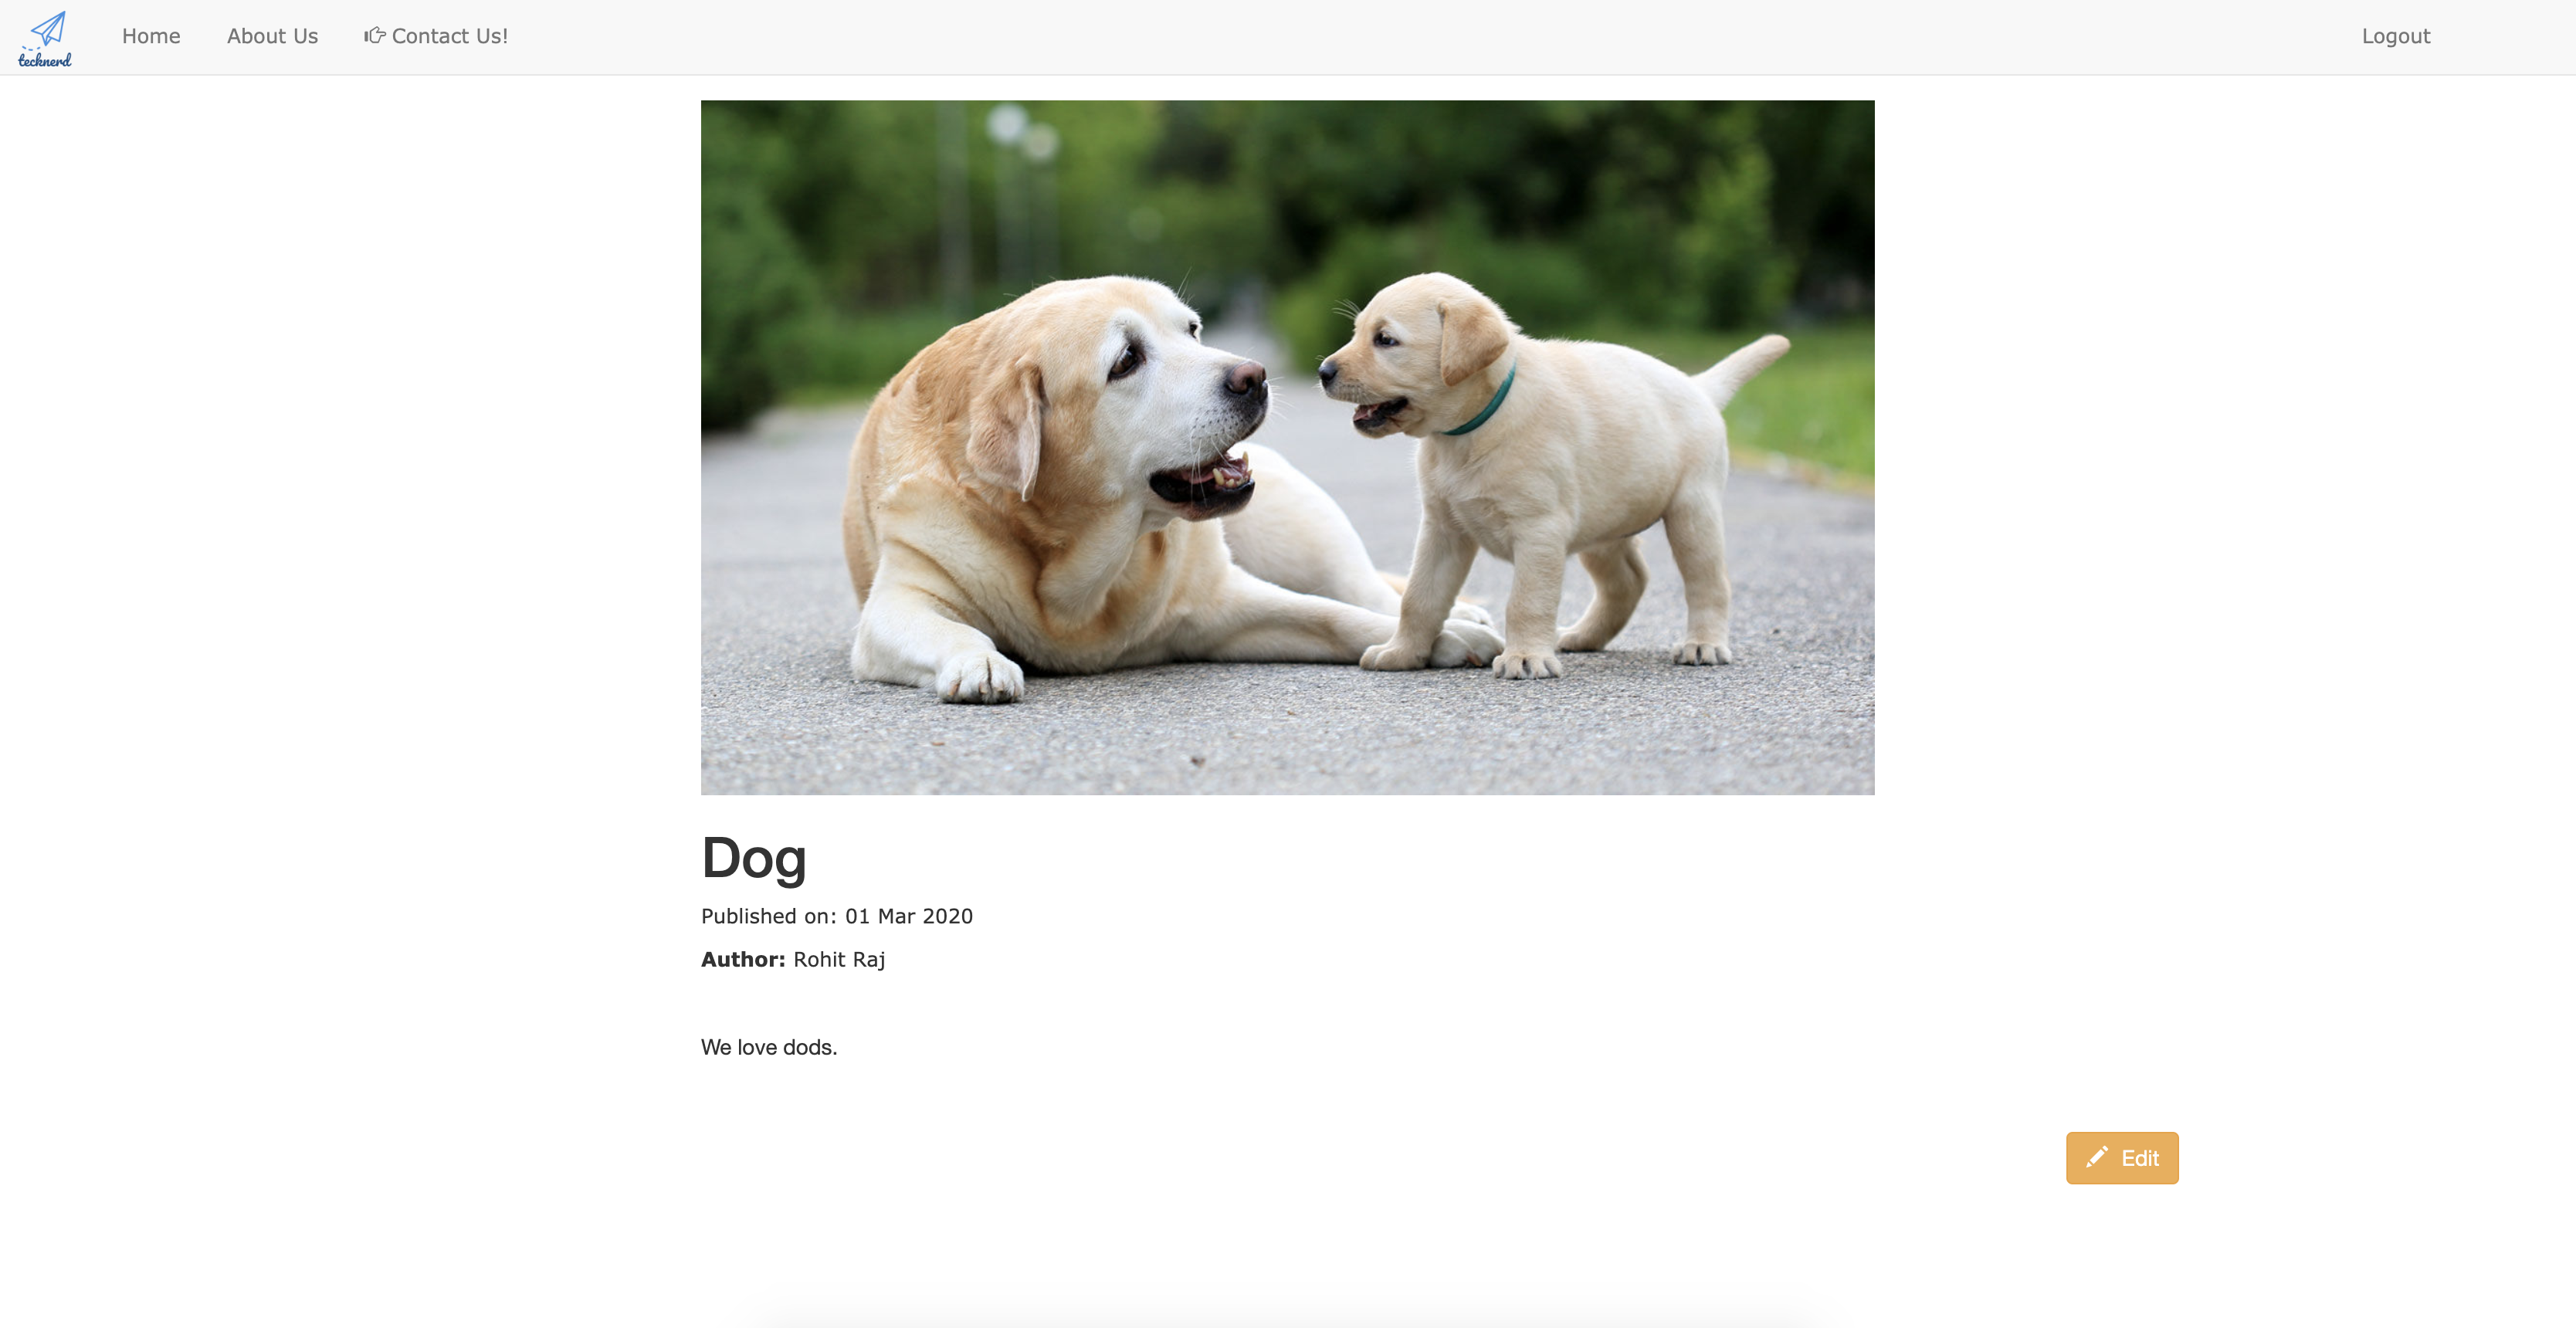 tecknerd
Home
About Us
Contact Us!
Logout
Dog
Published on: 01 Mar 2020
Author: Rohit Raj
We love dods.
Edit